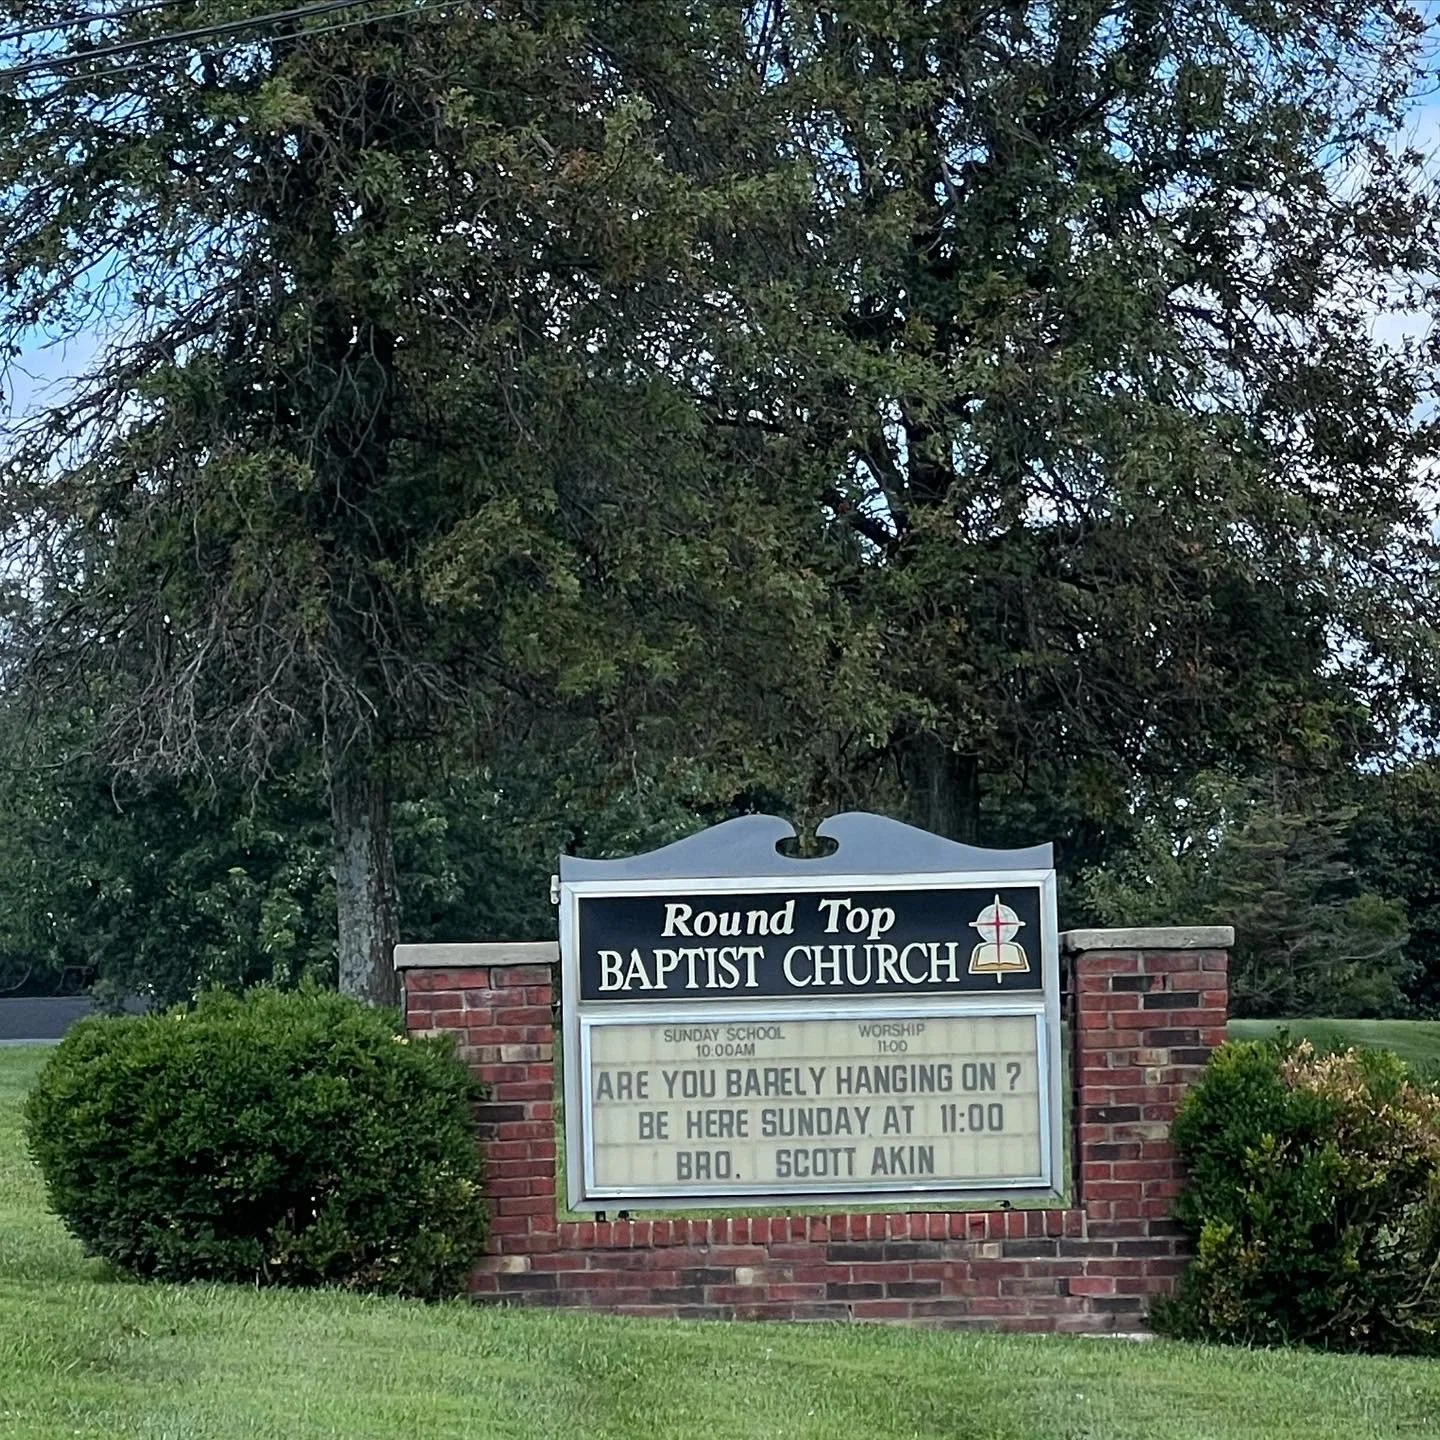 Round Top
BAPTIST CHURCH
SUNDAY SCHOOL WORSHIP
10:00AM 11:00
ARE YOU BARELY HANGING ON ?
BE HERE SUNDAY AT 11:00
BRO. SCOTT AKIN